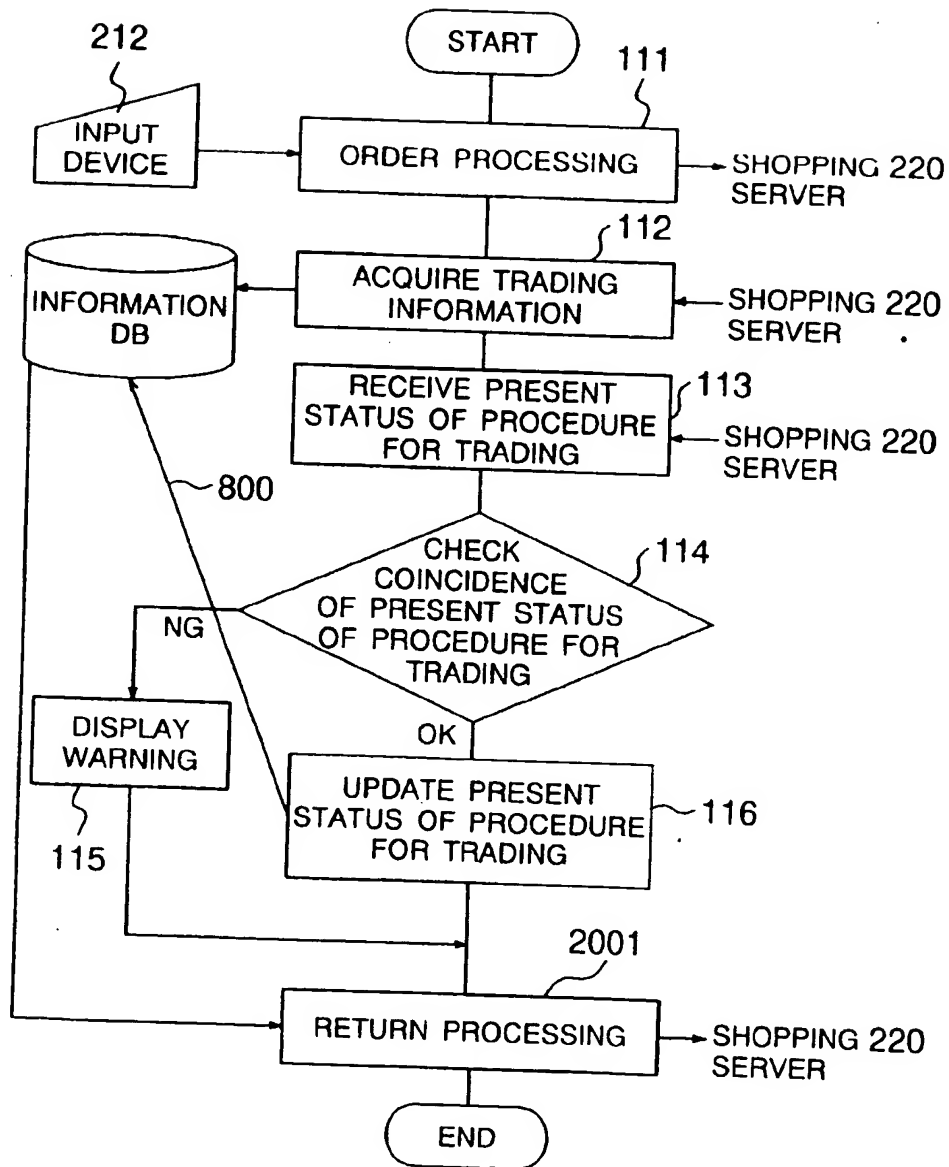 212
START
111
INPUT
DEVICE
ORDER PROCESSING
SHOPPING 220
SERVER
112
ACQUIRE TRADING
INFORMATION
SHOPPING 220
SERVER
INFORMATION
DB
113
RECEIVE PRESENT
STATUS OF PROCEDURE
FOR TRADING
SHOPPING 220
SERVER
800
114
CHECK
COINCIDENCE
OF PRESENT STATUS
OF PROCEDURE FOR
TRADING
NG
OK
DISPLAY
WARNING
115
UPDATE PRESENT
STATUS OF PROCEDURE
FOR TRADING
116
2001
RETURN PROCESSING
SHOPPING 220
SERVER
END